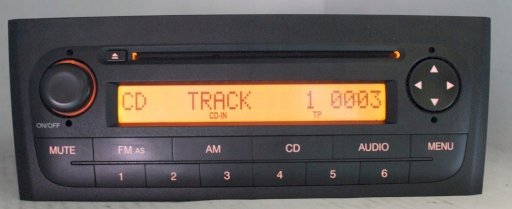 CD TRACK 1 0003
CD-IN TP
ON/OFF
MUTE FM AS AM CD AUDIO MENU
1 2 3 4 5 6